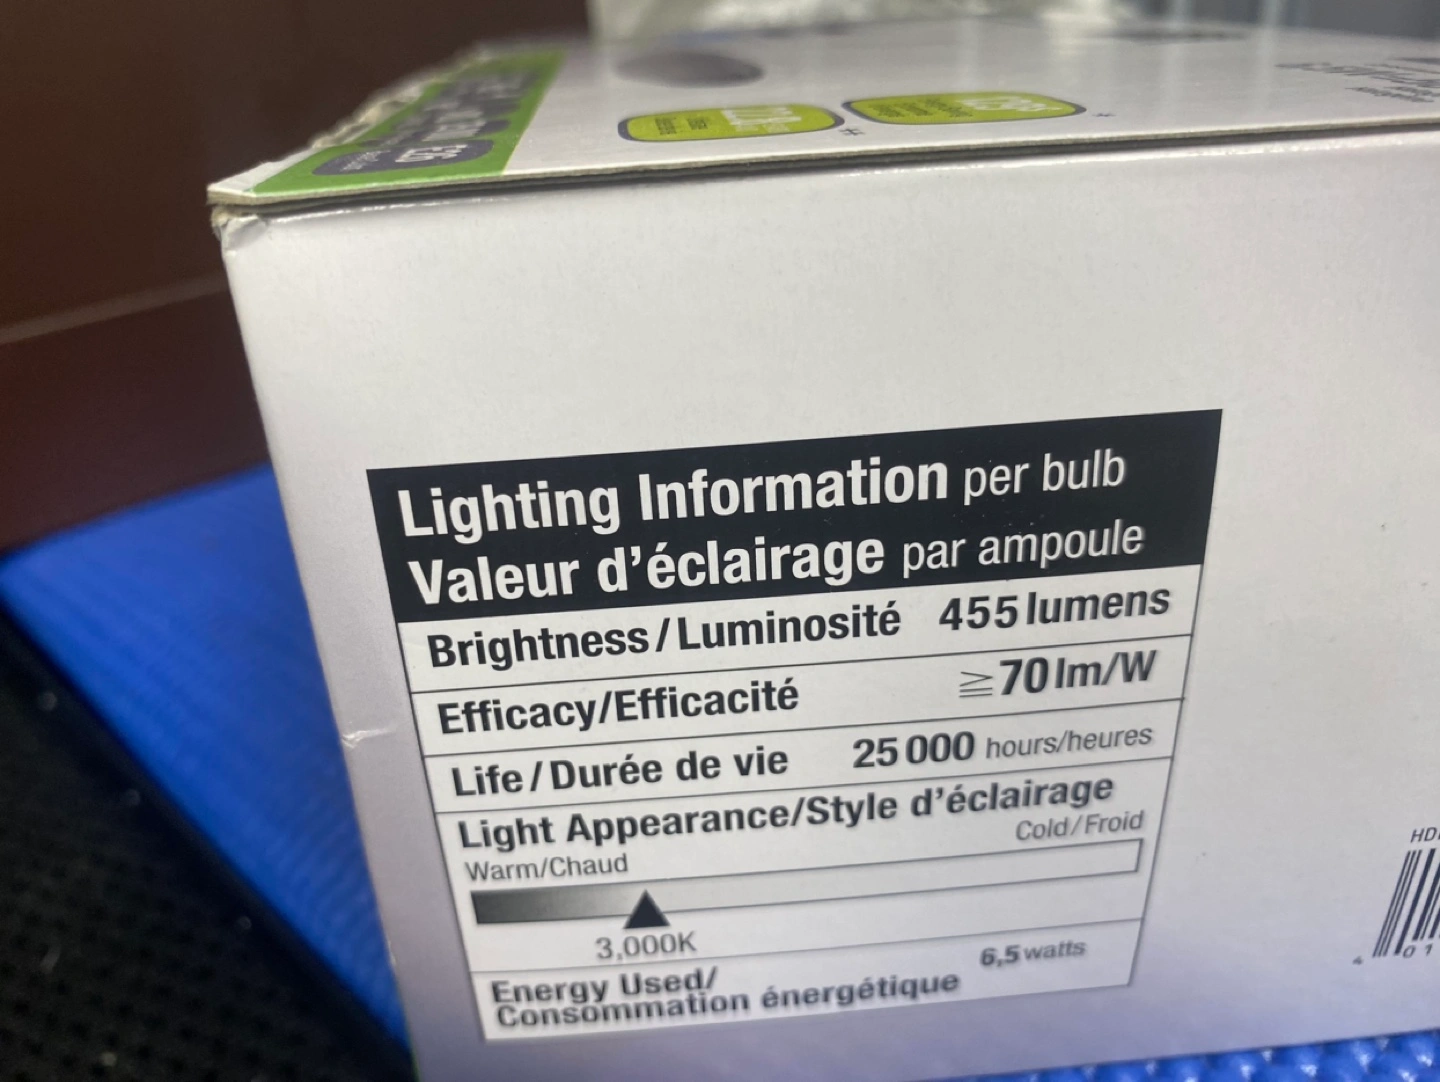 Lighting Information per bulb
Valeur d'éclairage par ampoule
Brightness/Luminosité 455 lumens
Efficacy/Efficacité ≧70 lm/W
Life/Durée de vie 25 000 hours/heures
Light Appearance/Style d'éclairage
Warm/Chaud Cold/Froid
3,000K
Energy Used/ 6,5 watts
Consommation énergétique